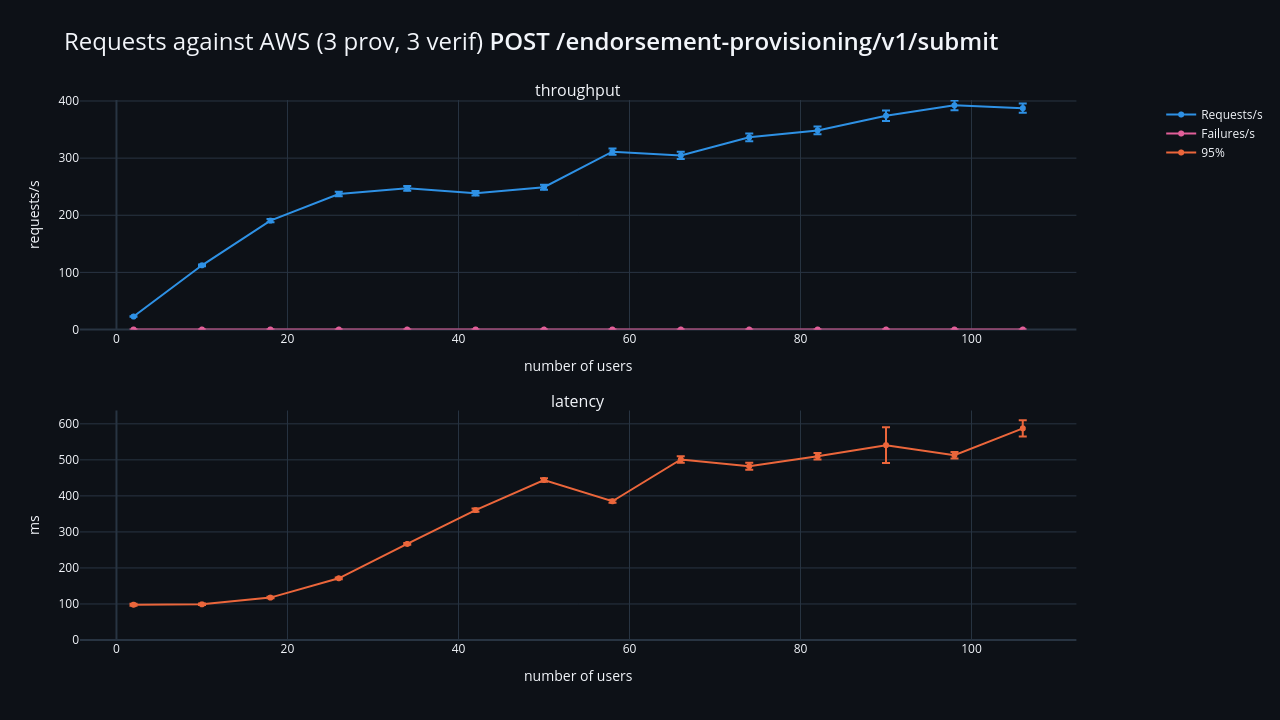 Requests against AWS (3 prov, 3 verif) POST /endorsement-provisioning/v1/submit
throughput
Requests/s
Failures/s
95%
requests/s
400
300
200
100
0
0 20 40 60 80 100
number of users
latency
ms
600
500
400
300
200
100
0
0 20 40 60 80 100
number of users